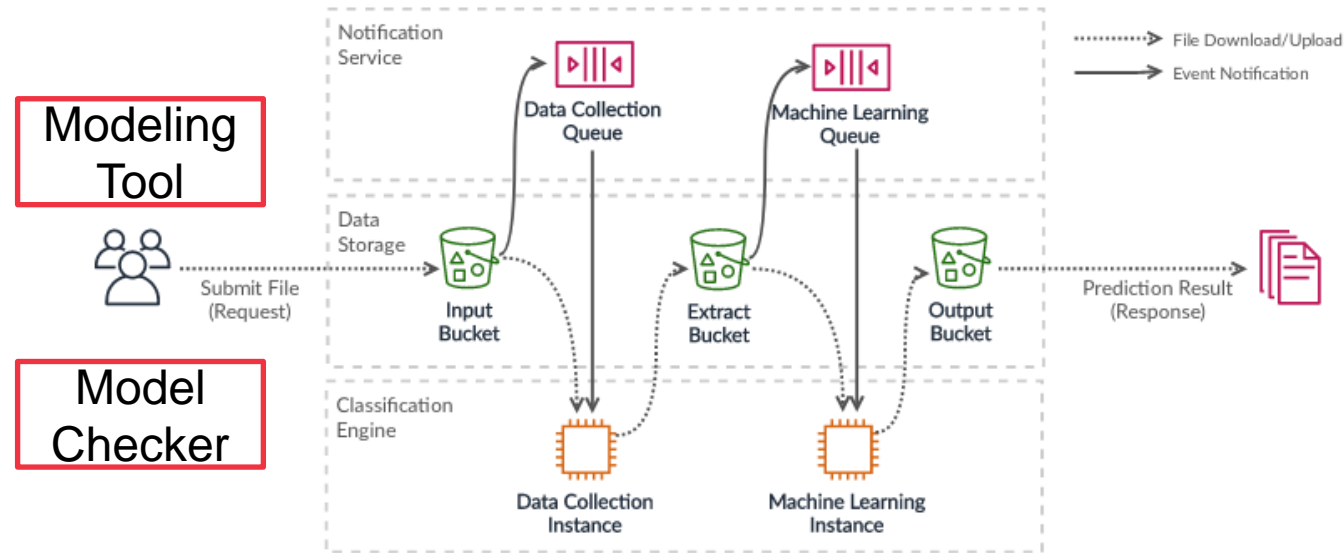 Notification
Service
File Download/Upload
Event Notification
Data Collection
Queue
Machine Learning
Queue
Modeling
Tool
Data
Storage
Submit File
(Request)
Input
Bucket
Extract
Bucket
Output
Bucket
Prediction Result
(Response)
Model
Checker
Classification
Engine
Data Collection
Instance
Machine Learning
Instance